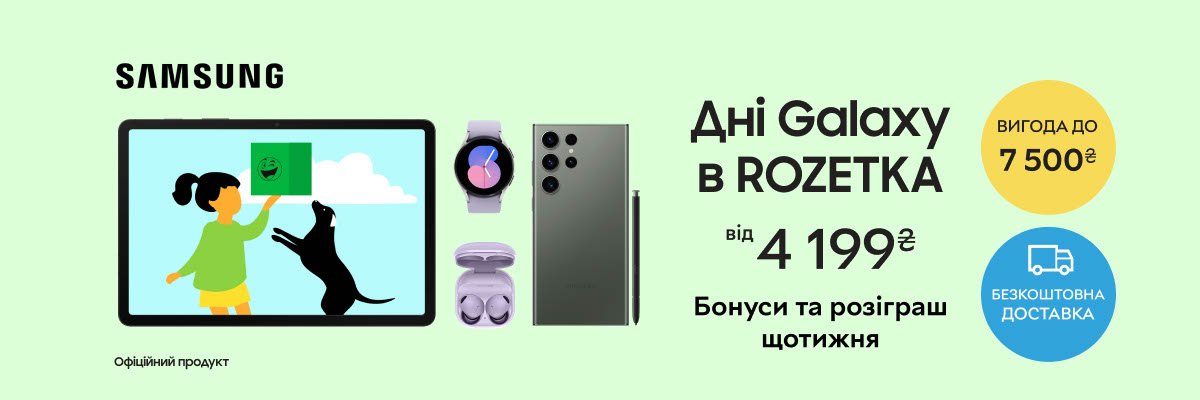 SAMSUNG
Офіційний продукт
Дні Galaxy
в ROZETKA
від 4 199₴
Бонуси та розіграш
щотижня
ВИГОДА ДО
7 500₴
БЕЗКОШТОВНА
ДОСТАВКА